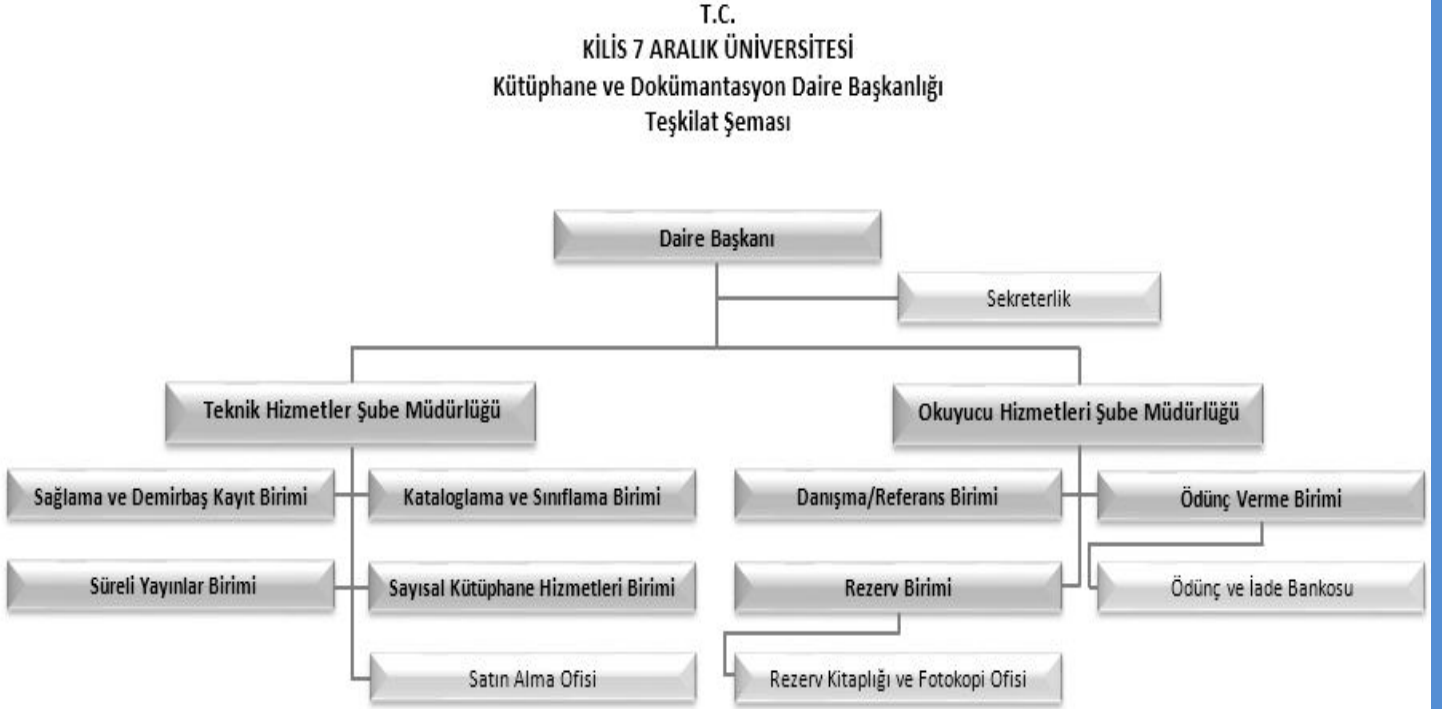 T.C.
KİLİS 7 ARALIK ÜNİVERSİTESİ
Kütüphane ve Dokümantasyon Daire Başkanlığı
Teşkilat Şeması
Daire Başkanı
Sekreterlik
Teknik Hizmetler Şube Müdürlüğü
Okuyucu Hizmetleri Şube Müdürlüğü
Sağlama ve Demirbaş Kayıt Birimi
Kataloglama ve Sınıflama Birimi
Danışma/Referans Birimi
Ödünç Verme Birimi
Süreli Yayınlar Birimi
Sayısal Kütüphane Hizmetleri Birimi
Rezerv Birimi
Ödünç ve İade Bankosu
Satın Alma Ofisi
Rezerv Kitaplığı ve Fotokopi Ofisi